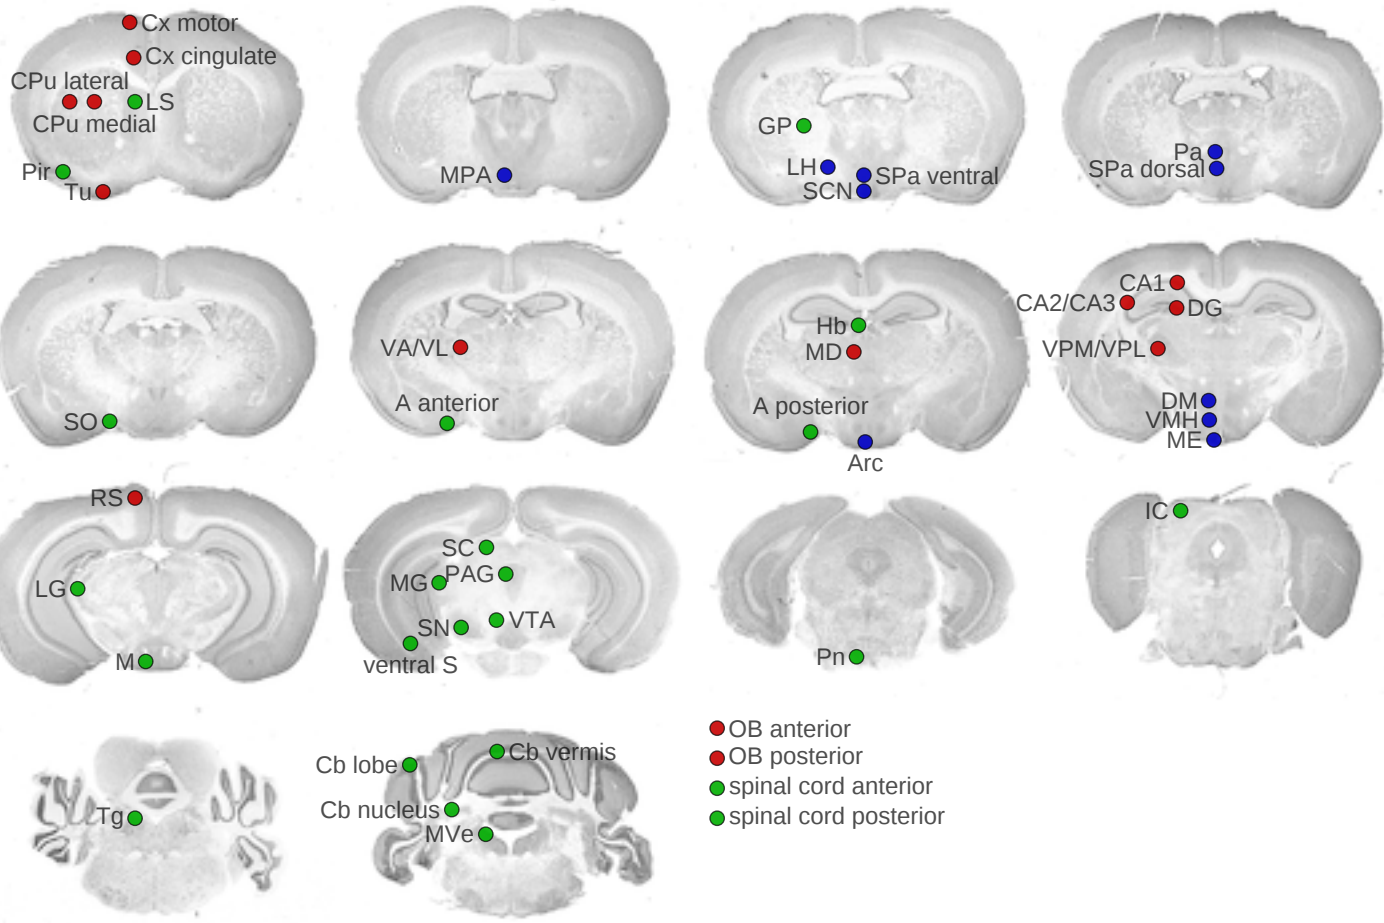 Cx motor
Cx cingulate
CPu lateral
LS
CPu medial
Pir
Tu
MPA
GP
LH
SPa ventral
SCN
Pa
SPa dorsal
SO
VA/VL
A anterior
Hb
MD
A posterior
Arc
CA1
CA2/CA3
DG
VPM/VPL
DM
VMH
ME
RS
LG
M
SC
MG
PAG
SN
VTA
ventral S
Pn
IC
Tg
Cb lobe
Cb vermis
Cb nucleus
MVe
OB anterior
OB posterior
spinal cord anterior
spinal cord posterior